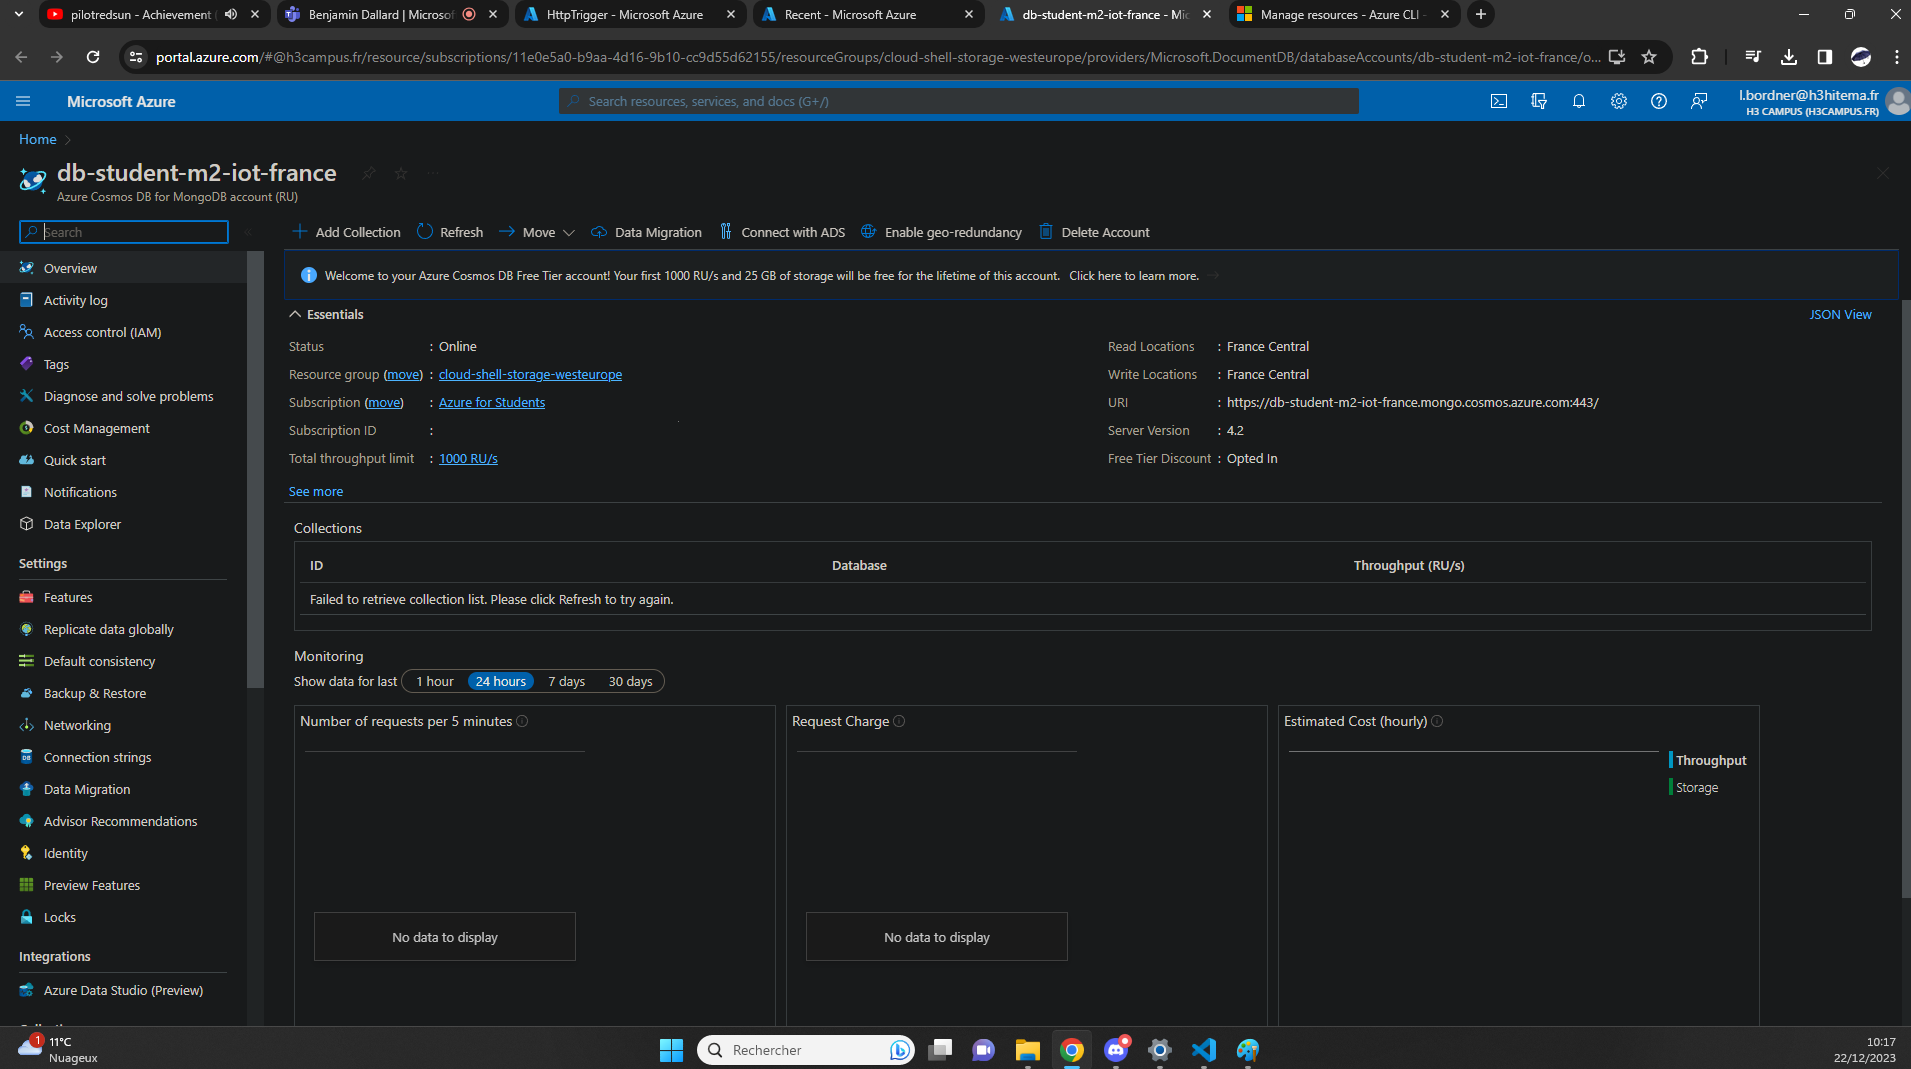 pilotredsun - Achievement
Benjamin Dallard | Microsof
HttpTrigger - Microsoft Azure
Recent - Microsoft Azure
db-student-m2-iot-france - Mic
Manage resources - Azure CLI -
portal.azure.com/#@h3campus.fr/resource/subscriptions/11e0e5a0-b9aa-4d16-9b10-cc9d55d62155/resourceGroups/cloud-shell-storage-westeurope/providers/Microsoft.DocumentDB/databaseAccounts/db-student-m2-iot-france/o...
Microsoft Azure
Search resources, services, and docs (G+/)
l.bordner@h3hitema.fr
H3 CAMPUS (H3CAMPUS.FR)
Home
db-student-m2-iot-france
Azure Cosmos DB for MongoDB account (RU)
Search
Add Collection Refresh Move Data Migration Connect with ADS Enable geo-redundancy Delete Account
Overview
Activity log
Access control (IAM)
Tags
Diagnose and solve problems
Cost Management
Quick start
Notifications
Data Explorer
Settings
Features
Replicate data globally
Default consistency
Backup & Restore
Networking
Connection strings
Data Migration
Advisor Recommendations
Identity
Preview Features
Locks
Integrations
Azure Data Studio (Preview)
Welcome to your Azure Cosmos DB Free Tier account! Your first 1000 RU/s and 25 GB of storage will be free for the lifetime of this account. Click here to learn more.
Essentials
JSON View
Status : Online
Resource group (move) : cloud-shell-storage-westeurope
Subscription (move) : Azure for Students
Subscription ID :
Total throughput limit : 1000 RU/s
See more
Read Locations : France Central
Write Locations : France Central
URI : https://db-student-m2-iot-france.mongo.cosmos.azure.com:443/
Server Version : 4.2
Free Tier Discount : Opted In
Collections
ID Database Throughput (RU/s)
Failed to retrieve collection list. Please click Refresh to try again.
Monitoring
Show data for last 1 hour 24 hours 7 days 30 days
Number of requests per 5 minutes
No data to display
Request Charge
No data to display
Estimated Cost (hourly)
Throughput
Storage
1
11°C
Nuageux
Rechercher
10:17
22/12/2023